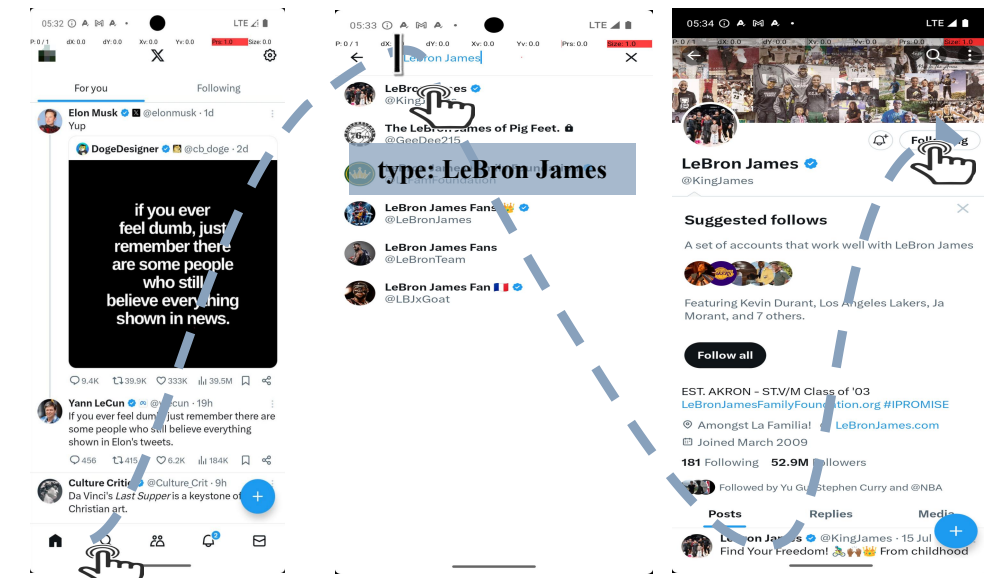 05:32
LTE
P: 0 / 1 dX: 0.0 dY: 0.0 Xv: 0.0 Yv: 0.0 Prs: 1.0 Size: 0.0
X
For you Following
Elon Musk @elonmusk · 1d
Yup
DogeDesigner @cb_doge · 2d
if you ever
feel dumb, just
remember there
are some people
who still
believe everything
shown in news.
9.4K 39.9K 333K 39.5M
Yann LeCun @ylecun · 19h
If you ever feel dumb, just remember there are
some people who still believe everything
shown in Elon's tweets.
456 415 6.2K 184K
Culture Critic @Culture_Crit · 9h
Da Vinci's Last Supper is a keystone of
Christian art.
2
05:33
LTE
P: 0 / 1 dX: dY: 0.0 Xv: 0.0 Yv: 0.0 Prs: 1.0 Size: 1.0
LeBron James
LeBron James
@King
The LeBron James of Pig Feet.
@GeeDee215
type: LeBron James
LeBron James Fans
@LeBronJames
LeBron James Fans
@LeBronTeam
LeBron James Fan
@LBJxGoat
05:34
LTE
P: 0 / 1 dX: 0.0 dY: 0.0 Xv: 0.0 Yv: 0.0 Prs: 1.0 Size: 1.0
Following
LeBron James
@KingJames
Suggested follows
A set of accounts that work well with LeBron James
Featuring Kevin Durant, Los Angeles Lakers, Ja
Morant, and 7 others.
Follow all
EST. AKRON - ST.V/M Class of '03
LeBronJamesFamilyFoundation.org #IPROMISE
Amongst La Familia! LeBronJames.com
Joined March 2009
181 Following 52.9M Followers
Followed by Yu Su, Stephen Curry and @NBA
Posts Replies Media
LeBron James @KingJames · 15 Jul
Find Your Freedom! From childhood